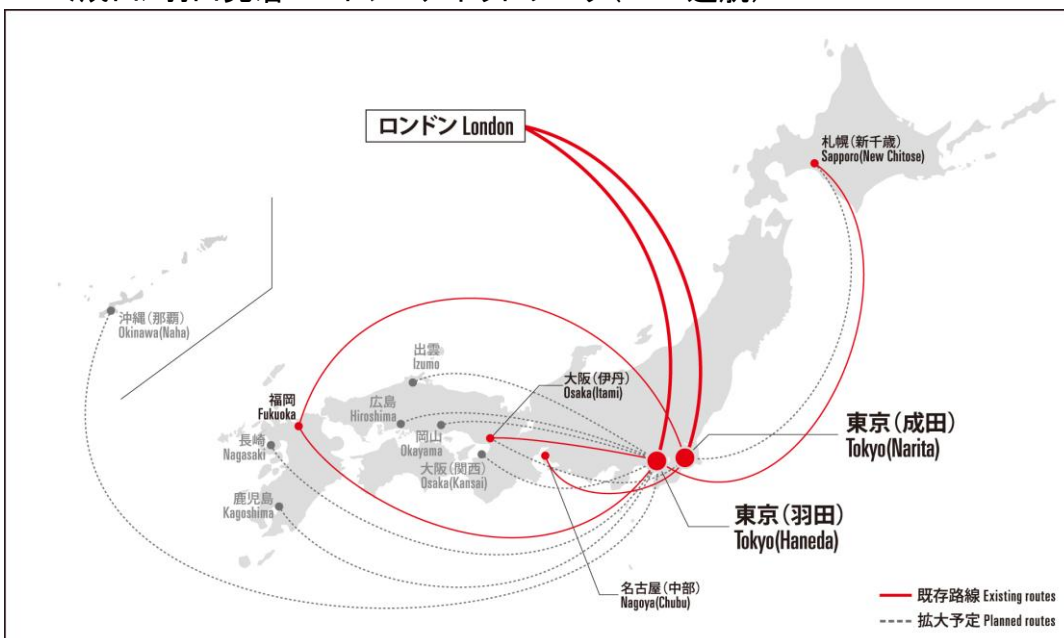 ロンドン London
札幌（新千歳）
Sapporo(New Chitose)
沖縄（那覇）
Okinawa(Naha)
出雲
Izumo
大阪（伊丹）
Osaka(Itami)
福岡
Fukuoka
広島
Hiroshima
岡山
Okayama
長崎
Nagasaki
大阪（関西）
Osaka(Kansai)
東京（成田）
Tokyo(Narita)
鹿児島
Kagoshima
東京（羽田）
Tokyo(Haneda)
名古屋（中部）
Nagoya(Chubu)
既存路線 Existing routes
拡大予定 Planned routes